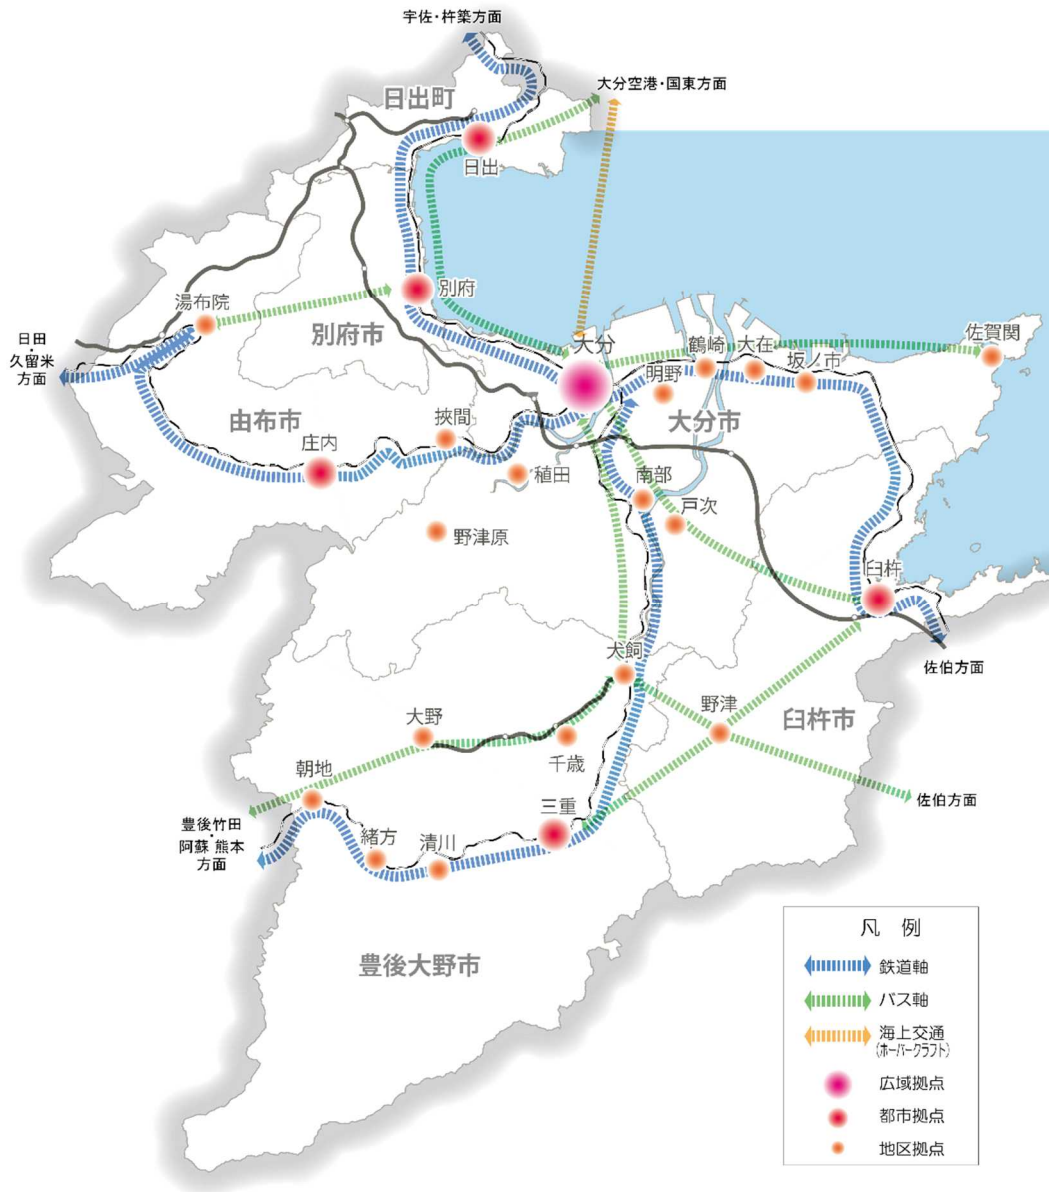 宇佐・杵築方面
大分空港・国東方面
日出町
日出
別府
湯布院
日田
・
久留米
方面
別府市
大分
鶴崎
大在
坂ノ市
佐賀関
明野
由布市
大分市
挾間
庄内
稙田
南部
戸次
野津原
臼杵
佐伯方面
犬飼
野津
臼杵市
大野
千歳
朝地
三重
佐伯方面
豊後竹田
・
阿蘇 熊本
方面
緒方
清川
豊後大野市
凡 例
鉄道軸
バス軸
海上交通
(ホーバークラフト)
広域拠点
都市拠点
地区拠点